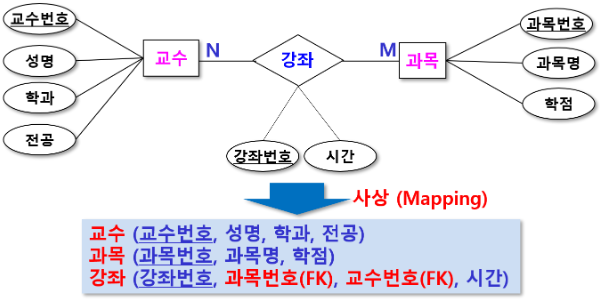 교수번호
성명
학과
전공
교수
N
강좌
M
과목
과목번호
과목명
학점
강좌번호
시간
사상 (Mapping)
교수 (교수번호, 성명, 학과, 전공)
과목 (과목번호, 과목명, 학점)
강좌 (강좌번호, 과목번호(FK), 교수번호(FK), 시간)